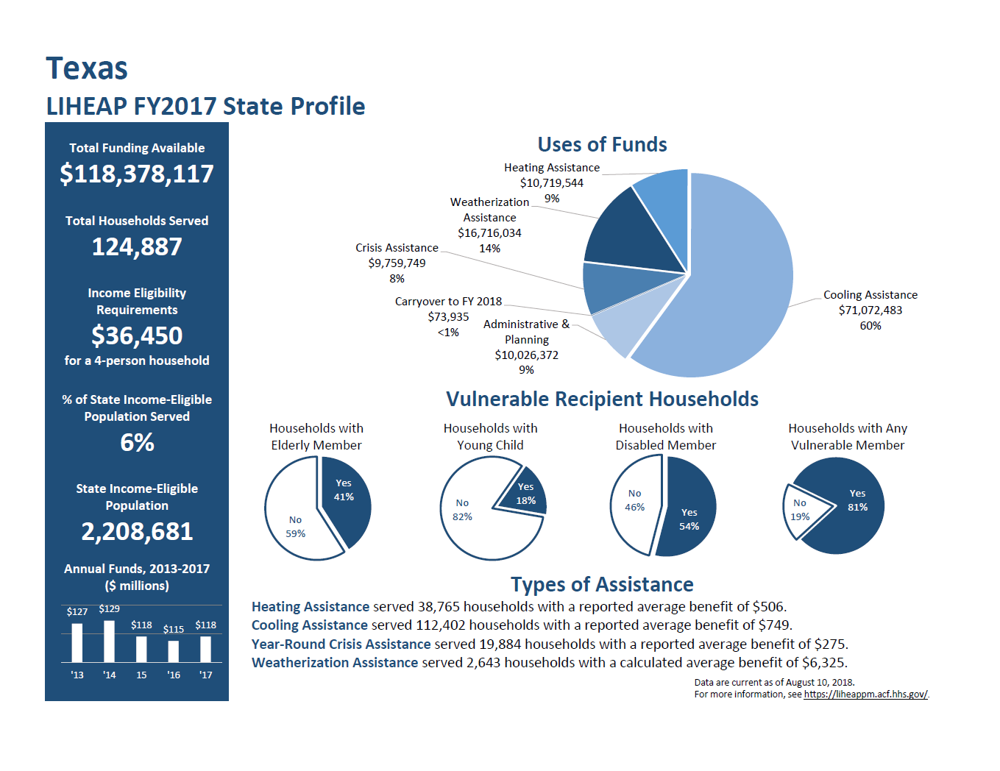 Texas
LIHEAP FY2017 State Profile
Total Funding Available
$118,378,117
Total Households Served
124,887
Income Eligibility
Requirements
$36,450
for a 4-person household
% of State Income-Eligible
Population Served
6%
State Income-Eligible
Population
2,208,681
Annual Funds, 2013-2017
($ millions)
$127 $129 $118 $115 $118
'13 '14 15 '16 '17
Uses of Funds
Heating Assistance
$10,719,544
9%
Weatherization
Assistance
$16,716,034
14%
Crisis Assistance
$9,759,749
8%
Carryover to FY 2018
$73,935
<1%
Administrative &
Planning
$10,026,372
9%
Cooling Assistance
$71,072,483
60%
Vulnerable Recipient Households
Households with
Elderly Member
Yes
41%
No
59%
Households with
Young Child
Yes
18%
No
82%
Households with
Disabled Member
No
46%
Yes
54%
Households with Any
Vulnerable Member
Yes
81%
No
19%
Types of Assistance
Heating Assistance served 38,765 households with a reported average benefit of $506.
Cooling Assistance served 112,402 households with a reported average benefit of $749.
Year-Round Crisis Assistance served 19,884 households with a reported average benefit of $275.
Weatherization Assistance served 2,643 households with a calculated average benefit of $6,325.
Data are current as of August 10, 2018.
For more information, see https://liheappm.acf.hhs.gov/.